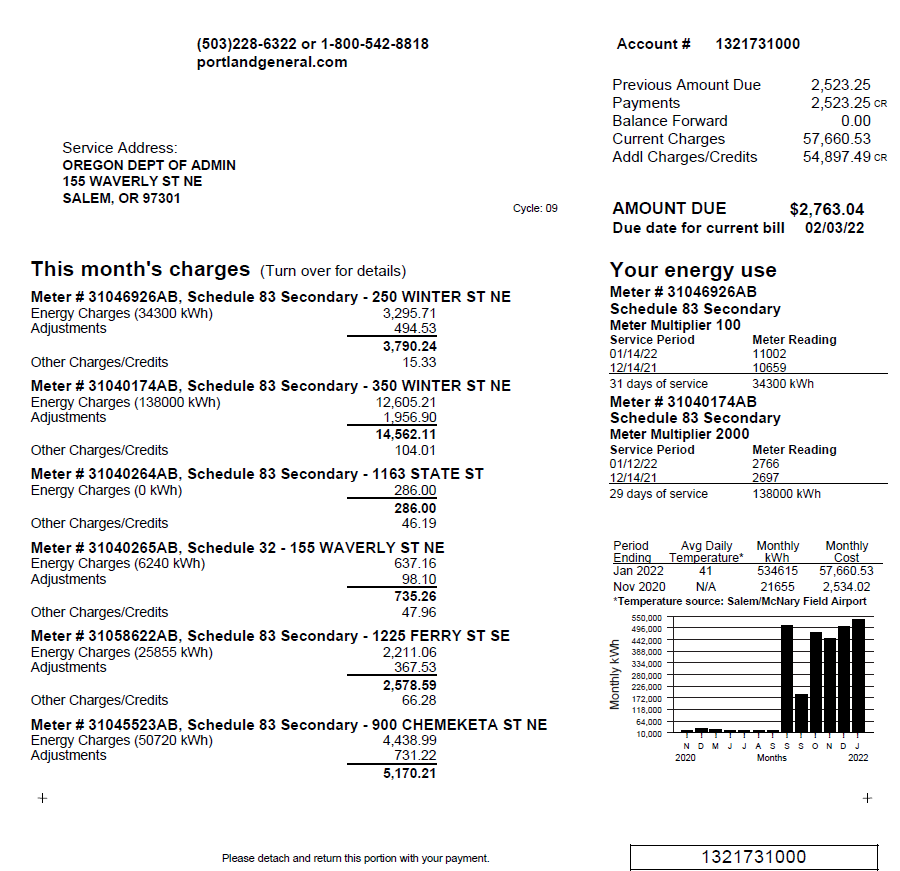 (503)228-6322 or 1-800-542-8818
portlandgeneral.com
Account # 1321731000
Previous Amount Due 2,523.25
Payments 2,523.25 CR
Balance Forward 0.00
Current Charges 57,660.53
Addl Charges/Credits 54,897.49 CR
Service Address:
OREGON DEPT OF ADMIN
155 WAVERLY ST NE
SALEM, OR 97301
Cycle: 09
AMOUNT DUE $2,763.04
Due date for current bill 02/03/22
This month's charges (Turn over for details)
Meter # 31046926AB, Schedule 83 Secondary - 250 WINTER ST NE
Energy Charges (34300 kWh) 3,295.71
Adjustments 494.53
3,790.24
Other Charges/Credits 15.33
Meter # 31040174AB, Schedule 83 Secondary - 350 WINTER ST NE
Energy Charges (138000 kWh) 12,605.21
Adjustments 1,956.90
14,562.11
Other Charges/Credits 104.01
Meter # 31040264AB, Schedule 83 Secondary - 1163 STATE ST
Energy Charges (0 kWh) 286.00
286.00
Other Charges/Credits 46.19
Meter # 31040265AB, Schedule 32 - 155 WAVERLY ST NE
Energy Charges (6240 kWh) 637.16
Adjustments 98.10
735.26
Other Charges/Credits 47.96
Meter # 31058622AB, Schedule 83 Secondary - 1225 FERRY ST SE
Energy Charges (25855 kWh) 2,211.06
Adjustments 367.53
2,578.59
Other Charges/Credits 66.28
Meter # 31045523AB, Schedule 83 Secondary - 900 CHEMEKETA ST NE
Energy Charges (50720 kWh) 4,438.99
Adjustments 731.22
5,170.21
Your energy use
Meter # 31046926AB
Schedule 83 Secondary
Meter Multiplier 100
Service Period Meter Reading
01/14/22 11002
12/14/21 10659
31 days of service 34300 kWh
Meter # 31040174AB
Schedule 83 Secondary
Meter Multiplier 2000
Service Period Meter Reading
01/12/22 2766
12/14/21 2697
29 days of service 138000 kWh
Period Avg Daily Monthly Monthly
Ending Temperature* kWh Cost
Jan 2022 41 534615 57,660.53
Nov 2020 N/A 21655 2,534.02
*Temperature source: Salem/McNary Field Airport
Monthly kWh
550,000
496,000
442,000
388,000
334,000
280,000
226,000
172,000
118,000
64,000
10,000
N D M J J A S S S O N D J
2020 Months 2022
Please detach and return this portion with your payment.
1321731000